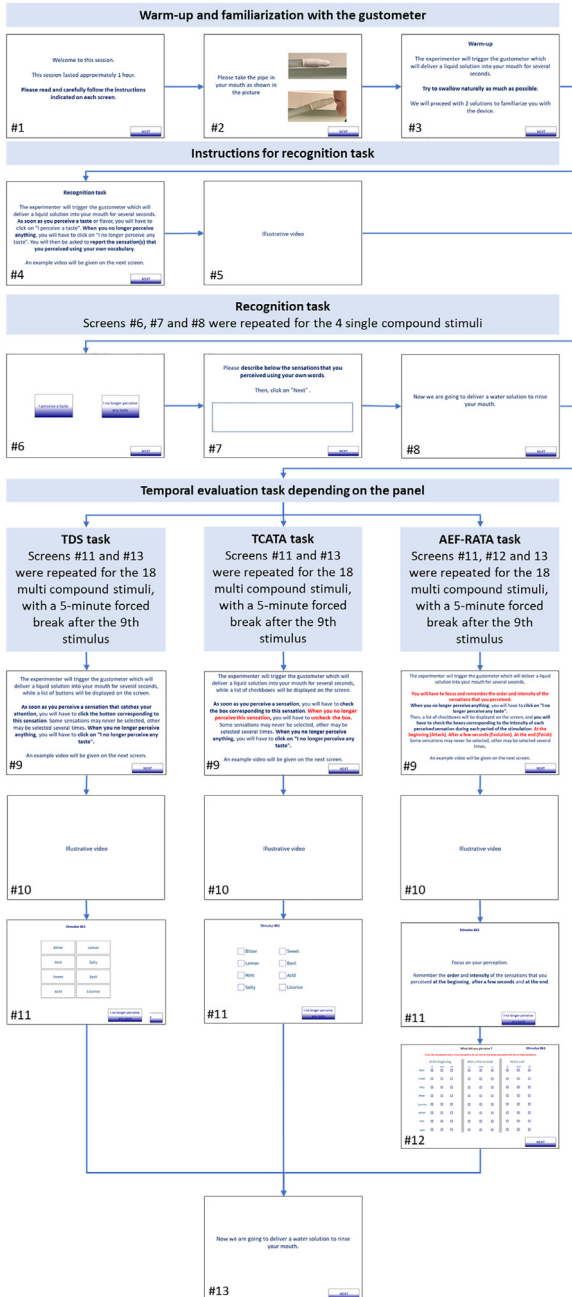 Warm-up and familiarization with the gustometer
Welcome to this session.
This session lasted approximately 1 hour.
Please read and carefully follow the instructions
indicated on each screen.
NEXT
#1
Please take the pipe in
your mouth as shown in
the picture
NEXT
#2
Warm-up
The experimenter will trigger the gustometer which
will deliver a liquid solution into your mouth for several
seconds.
Try to swallow naturally as much as possible.
We will proceed with 2 solutions to familiarize you with
the device.
NEXT
#3
Instructions for recognition task
Recognition task
The experimenter will trigger the gustometer which will
deliver a liquid solution into your mouth for several seconds.
As soon as you perceive a taste or flavor, you will have to
click on "I perceive a taste". When you no longer perceive
anything, you will have to click on "I no longer perceive any
taste". You will then be asked to report the sensation(s) that
you perceived using your own vocabulary.
An example video will be given on the next screen.
NEXT
#4
Illustrative video
#5
Recognition task
Screens #6, #7 and #8 were repeated for the 4 single compound stimuli
I perceive a taste
I no longer perceive
any taste
NEXT
#6
Please describe below the sensations that you
perceived using your own words.
Then, click on "Next" .
NEXT
#7
Now we are going to deliver a water solution to rinse
your mouth.
NEXT
#8
Temporal evaluation task depending on the panel
TDS task
Screens #11 and #13
were repeated for the 18
multi compound stimuli,
with a 5-minute forced
break after the 9th
stimulus
TCATA task
Screens #11 and #13
were repeated for the 18
multi compound stimuli,
with a 5-minute forced
break after the 9th
stimulus
AEF-RATA task
Screens #11, #12 and 13
were repeated for the 18
multi compound stimuli,
with a 5-minute forced
break after the 9th
stimulus
The experimenter will trigger the gustometer which will
deliver a liquid solution into your mouth for several seconds,
while a list of buttons will be displayed on the screen.
As soon as you perceive a sensation that catches your
attention, you will have to click the button corresponding to
this sensation. Some sensations may never be selected, other
may be selected several times. When you no longer perceive
anything, you will have to click on "I no longer perceive any
taste".
An example video will be given on the next screen.
NEXT
#9
The experimenter will trigger the gustometer which will
deliver a liquid solution into your mouth for several seconds,
while a list of checkboxes will be displayed on the screen.
As soon as you perceive a sensation, you will have to check
the box corresponding to this sensation. When you no longer
perceive this sensation, you will have to uncheck the box.
Some sensations may never be selected, other may be
selected several times. When you no longer perceive
anything, you will have to click on "I no longer perceive any
taste".
An example video will be given on the next screen.
NEXT
#9
The experimenter will trigger the gustometer which will deliver a liquid
solution into your mouth for several seconds.
You will have to focus and remember the order and intensity of the
sensations that you perceived.
When you no longer perceive anything, you will have to click on "I no
longer perceive any taste".
Then, a list of checkboxes will be displayed on the screen, and you will
have to check the boxes corresponding to the intensity of each
perceived sensation during each period of the stimulation: At the
beginning (Attack), After a few seconds (Evolution), At the end (Finish)
Some sensations may never be selected, other may be selected several
times.
An example video will be given on the next screen.
NEXT
#9
Illustrative video
#10
Illustrative video
#10
Illustrative video
#10
Bitter Lemon
Mint Salty
Sweet Basil
Acid Licorice
I no longer perceive
any taste
#11
Bitter Sweet
Lemon Basil
Mint Acid
Salty Licorice
I no longer perceive
any taste
#11
Focus on your perception.
Remember the order and intensity of the sensations that you
perceived at the beginning, after a few seconds and at the end.
I no longer perceive
any taste
#11
What did you perceive ?
At the beginning After a few seconds At the end
NEXT
#12
Now we are going to deliver a water solution to rinse
your mouth.
NEXT
#13